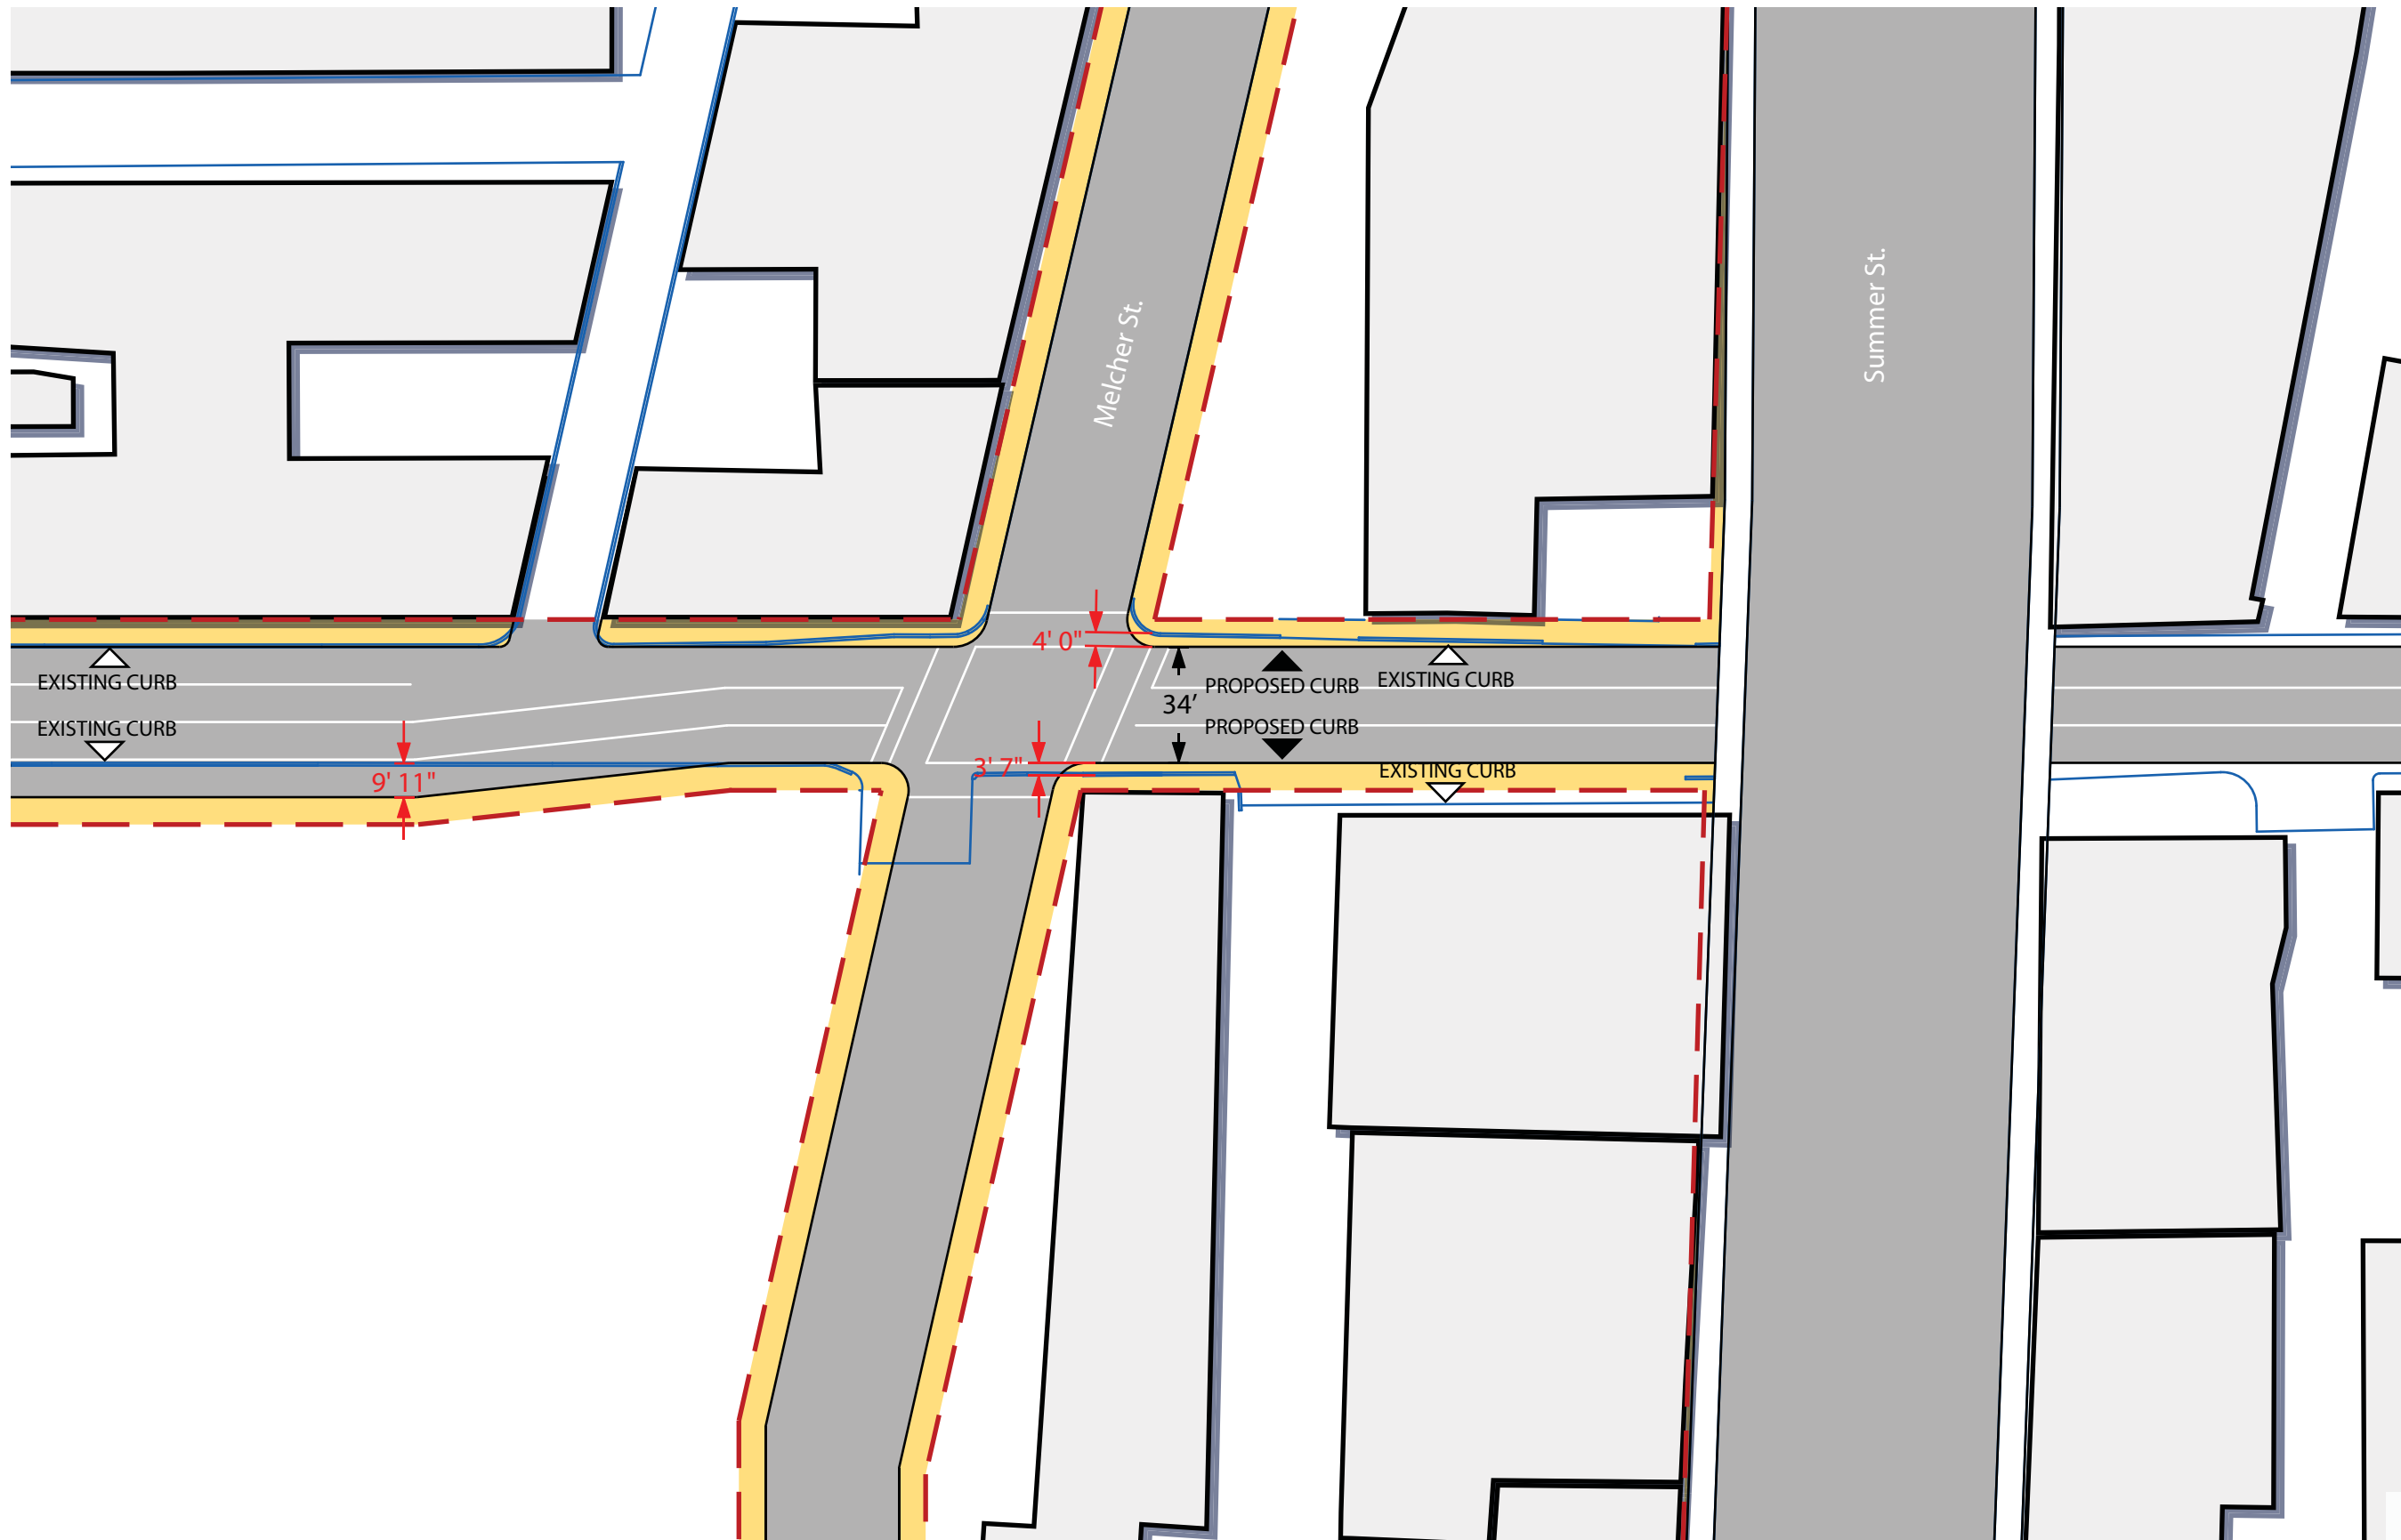 Summer St.
Melcher St.
4' 0"
EXISTING CURB
PROPOSED CURB
EXISTING CURB
34'
EXISTING CURB
PROPOSED CURB
3' 7"
EXISTING CURB
9' 11"